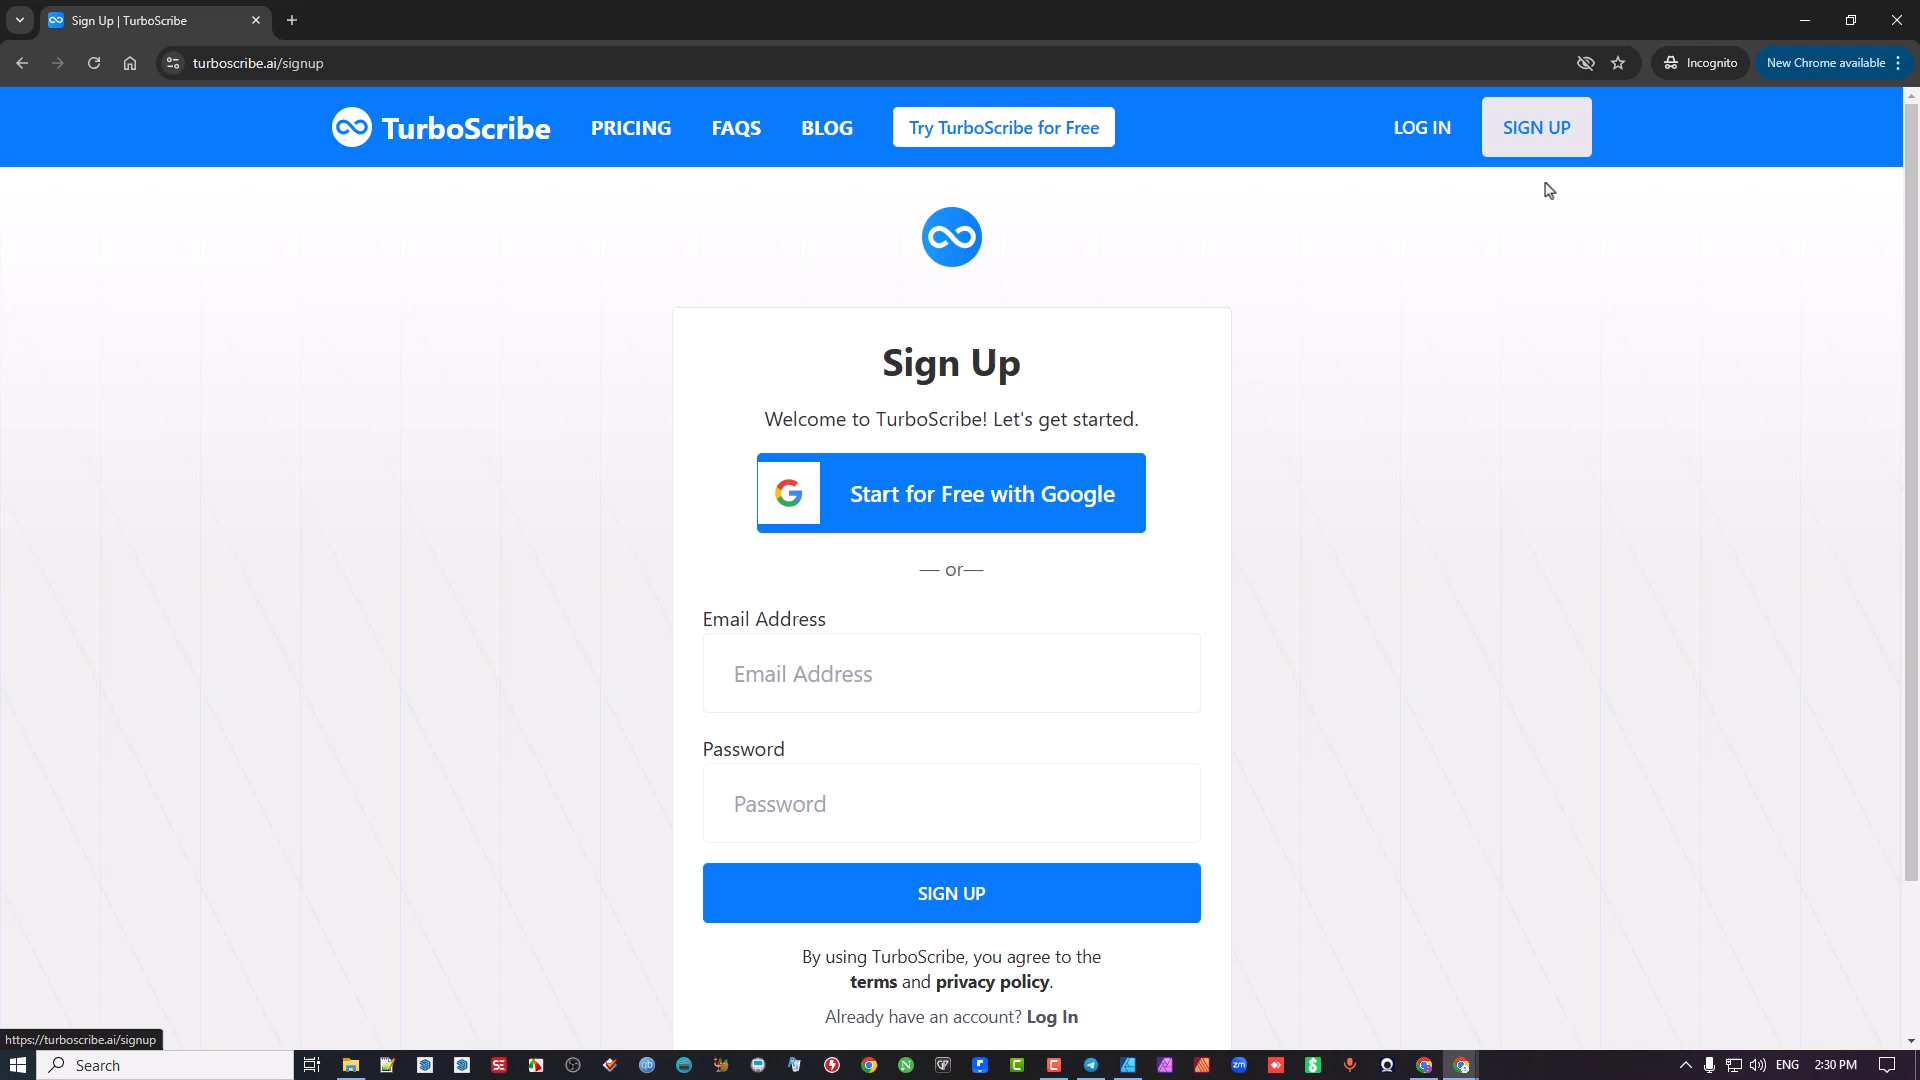 Sign Up | TurboScribe
turboscribe.ai/signup
Incognito
New Chrome available
TurboScribe
PRICING
FAQS
BLOG
Try TurboScribe for Free
LOG IN
SIGN UP
Sign Up
Welcome to TurboScribe! Let's get started.
G
Start for Free with Google
— or—
Email Address
Email Address
Password
Password
SIGN UP
By using TurboScribe, you agree to the
terms and privacy policy.
Already have an account? Log In
https://turboscribe.ai/signup
Search
SE
qb
zm
ENG
2:30 PM